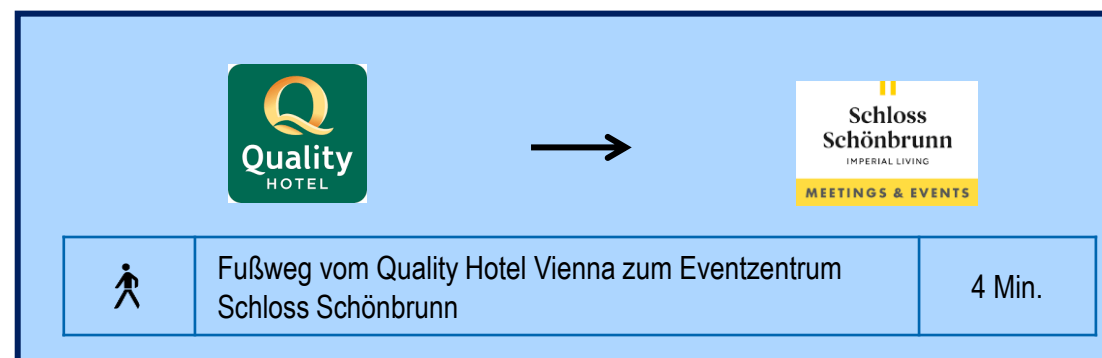 Quality
HOTEL
Schloss
Schönbrunn
IMPERIAL LIVING
MEETINGS & EVENTS
Fußweg vom Quality Hotel Vienna zum Eventzentrum
Schloss Schönbrunn
4 Min.